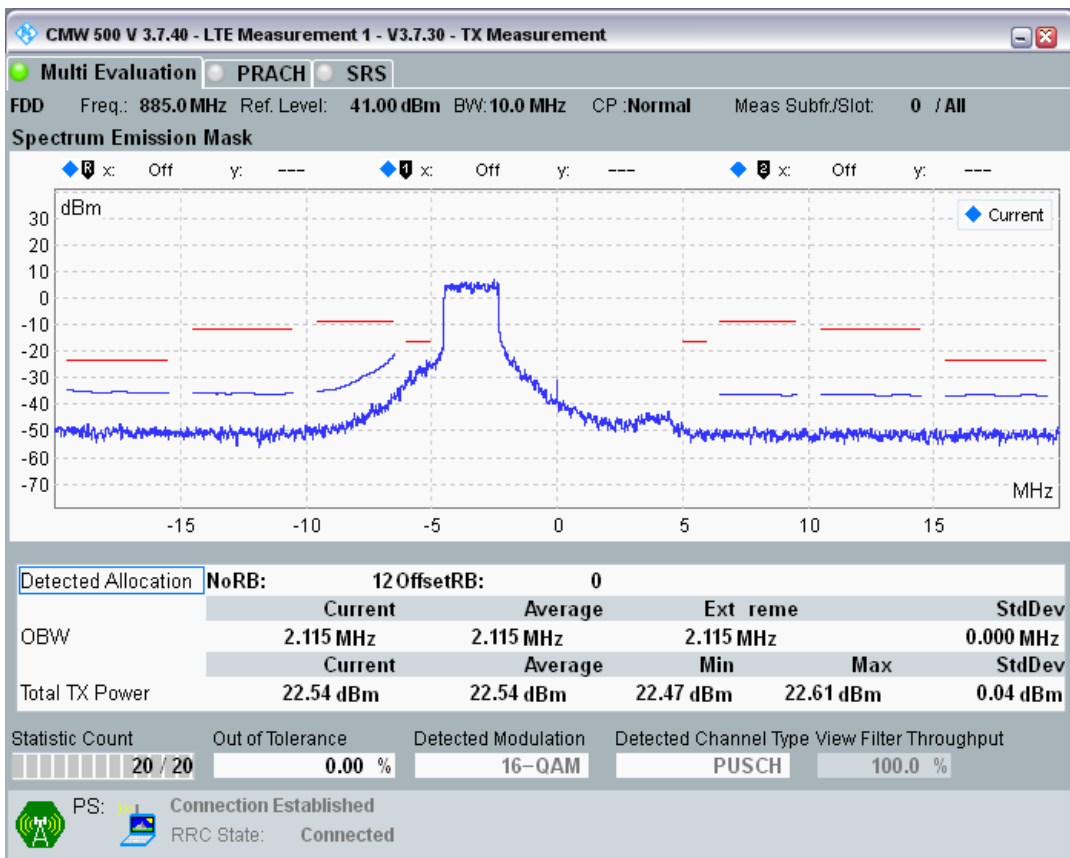 CMW 500 V 3.7.40 - LTE Measurement 1 - V3.7.30 - TX Measurement
Multi Evaluation PRACH SRS
FDD Freq.: 885.0 MHz Ref. Level: 41.00 dBm BW: 10.0 MHz CP :Normal Meas Subfr./Slot: 0 / All
Spectrum Emission Mask
R x: Off y: --- 1 x: Off y: --- 2 x: Off y: ---
dBm
Current
30
20
10
0
-10
-20
-30
-40
-50
-60
-70
MHz
-15 -10 -5 0 5 10 15
Detected Allocation NoRB: 12 OffsetRB: 0
Current Average Ext reme StdDev
OBW 2.115 MHz 2.115 MHz 2.115 MHz 0.000 MHz
Current Average Min Max StdDev
Total TX Power 22.54 dBm 22.54 dBm 22.47 dBm 22.61 dBm 0.04 dBm
Statistic Count Out of Tolerance Detected Modulation Detected Channel Type View Filter Throughput
20 / 20 0.00 % 16-QAM PUSCH 100.0 %
PS: Connection Established
RRC State: Connected